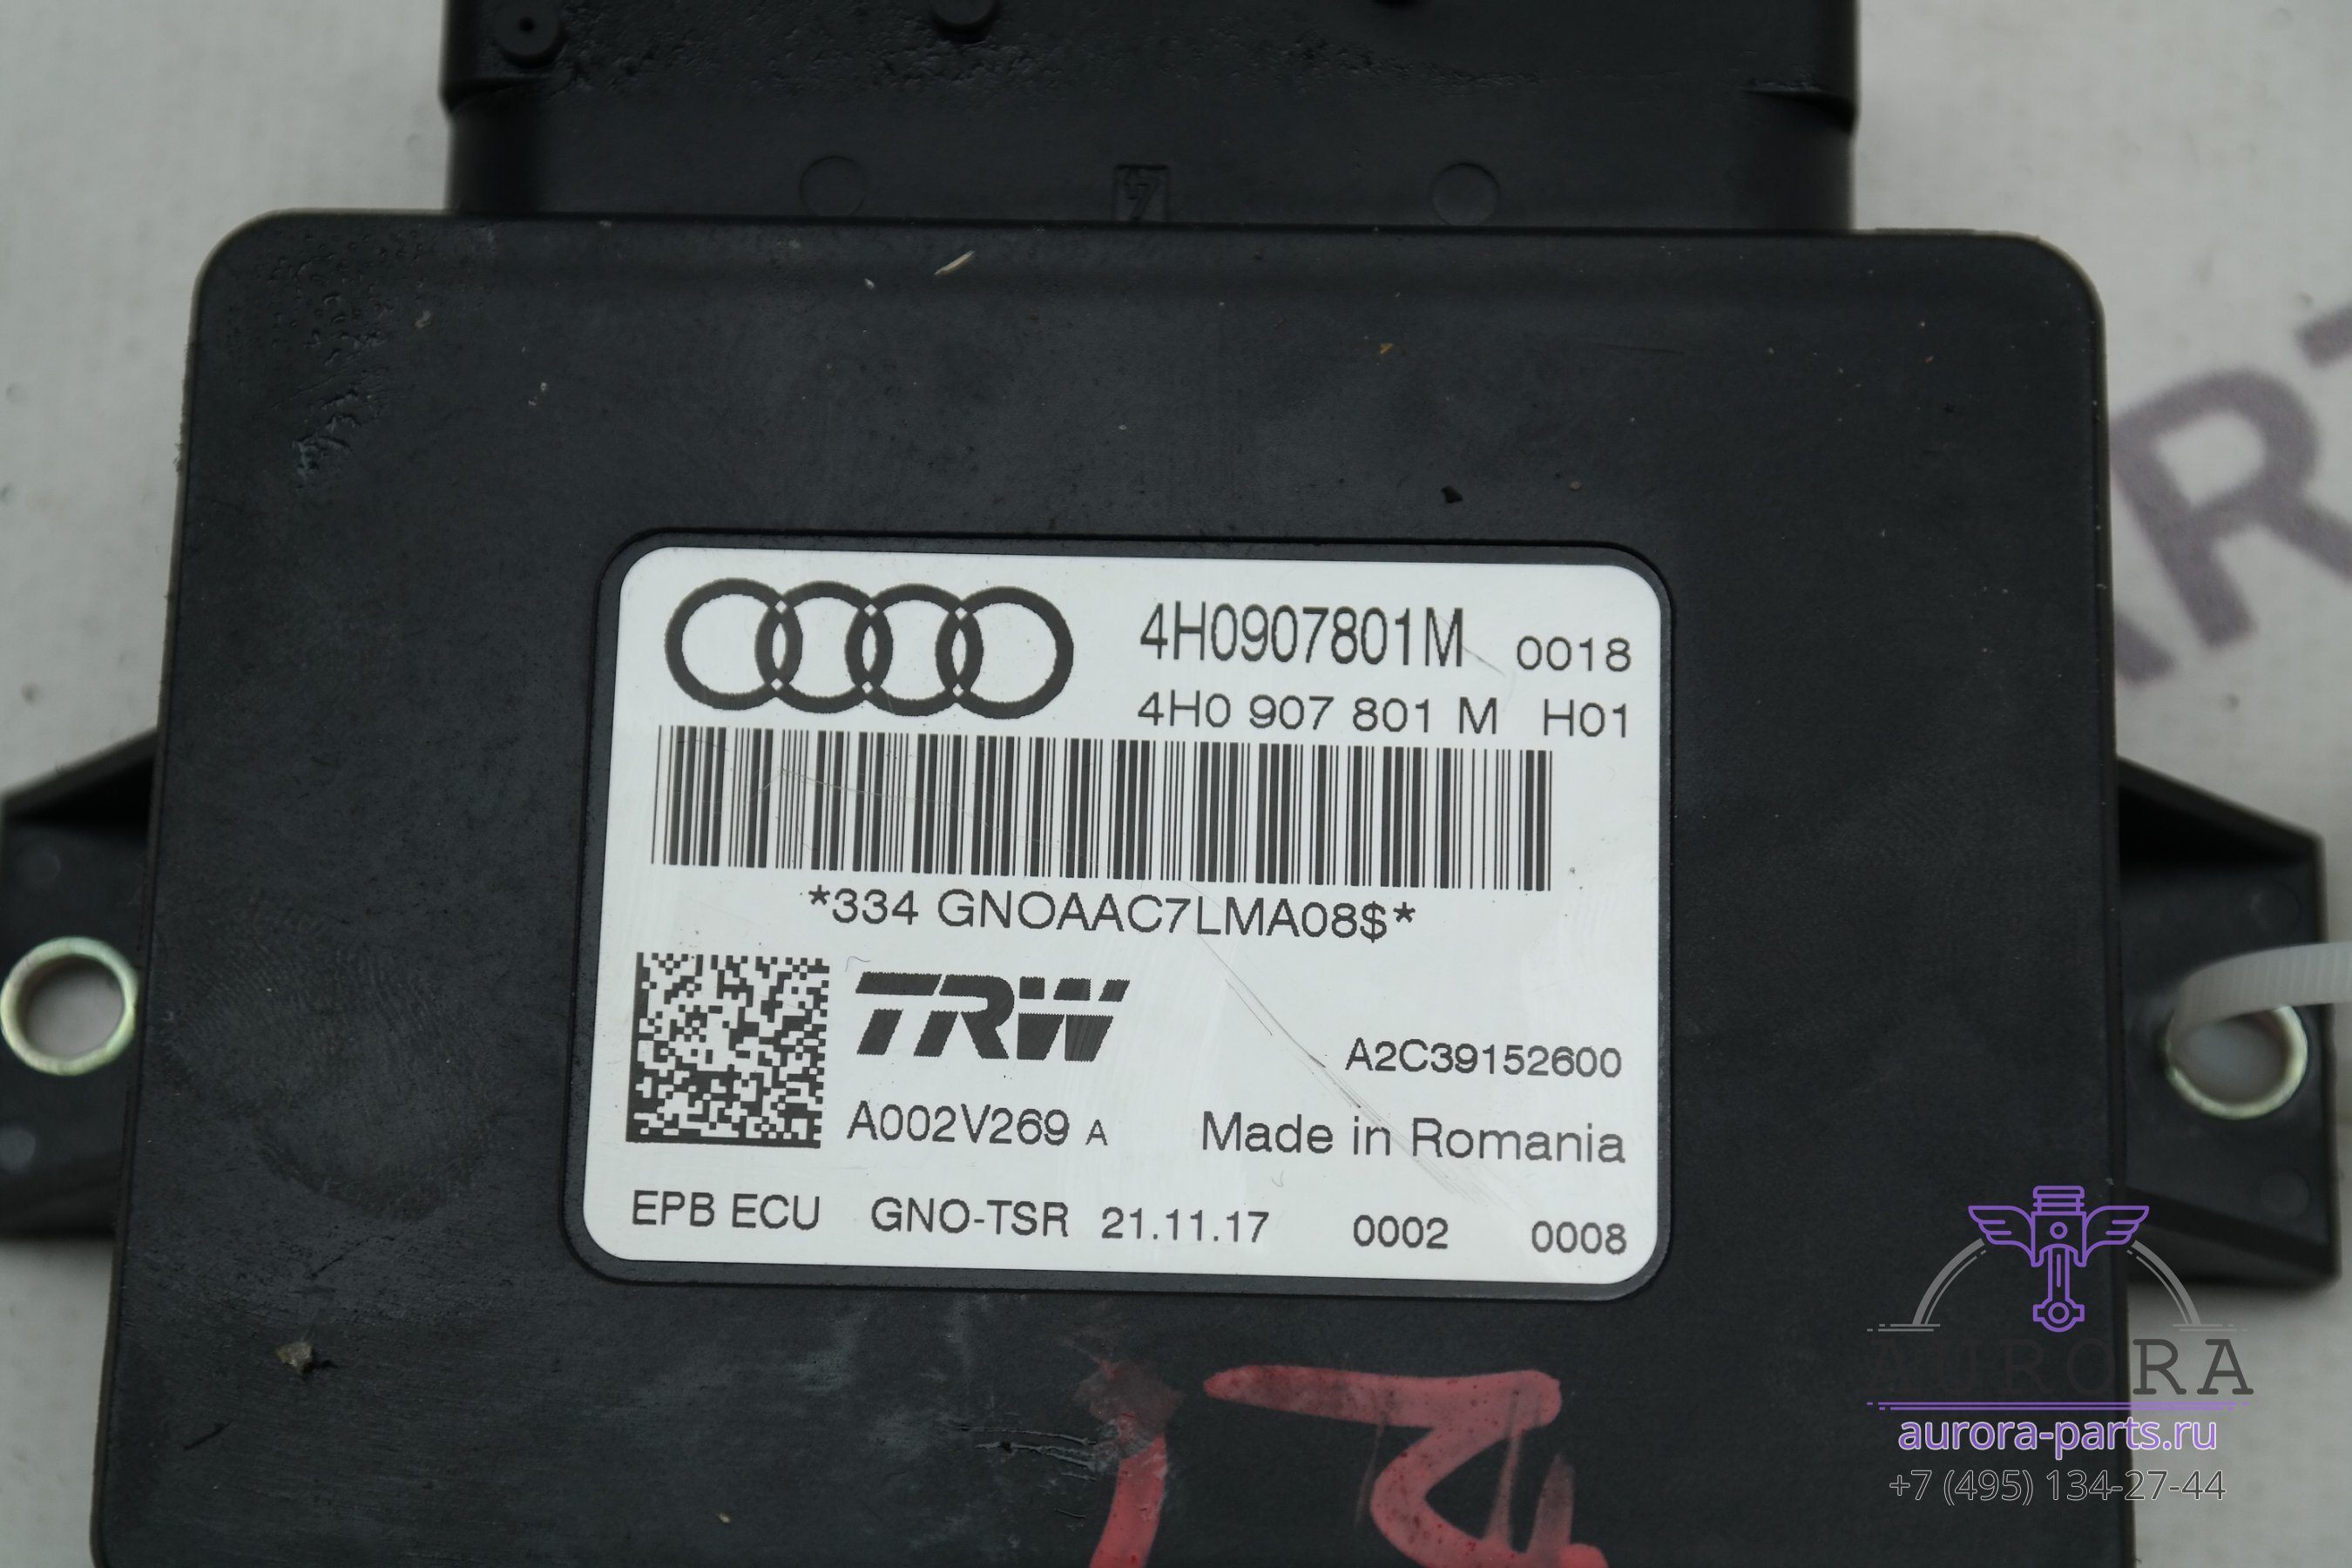 4H0907801M 0018
4H0 907 801 M H01
*334 GNOAAC7LMA08$*
TRW
A2C39152600
A002V269 A Made in Romania
EPB ECU GNO-TSR 21.11.17 0002 0008
AURORA
aurora-parts.ru
+7 (495) 134-27-44